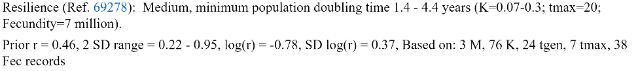 Resilience (Ref. 69278):  Medium, minimum population doubling time 1.4 - 4.4 years (K=0.07-0.3; tmax=20;
Fecundity=7 million).
Prior r = 0.46, 2 SD range = 0.22 - 0.95, log(r) = -0.78, SD log(r) = 0.37, Based on: 3 M, 76 K, 24 tgen, 7 tmax, 38
Fec records